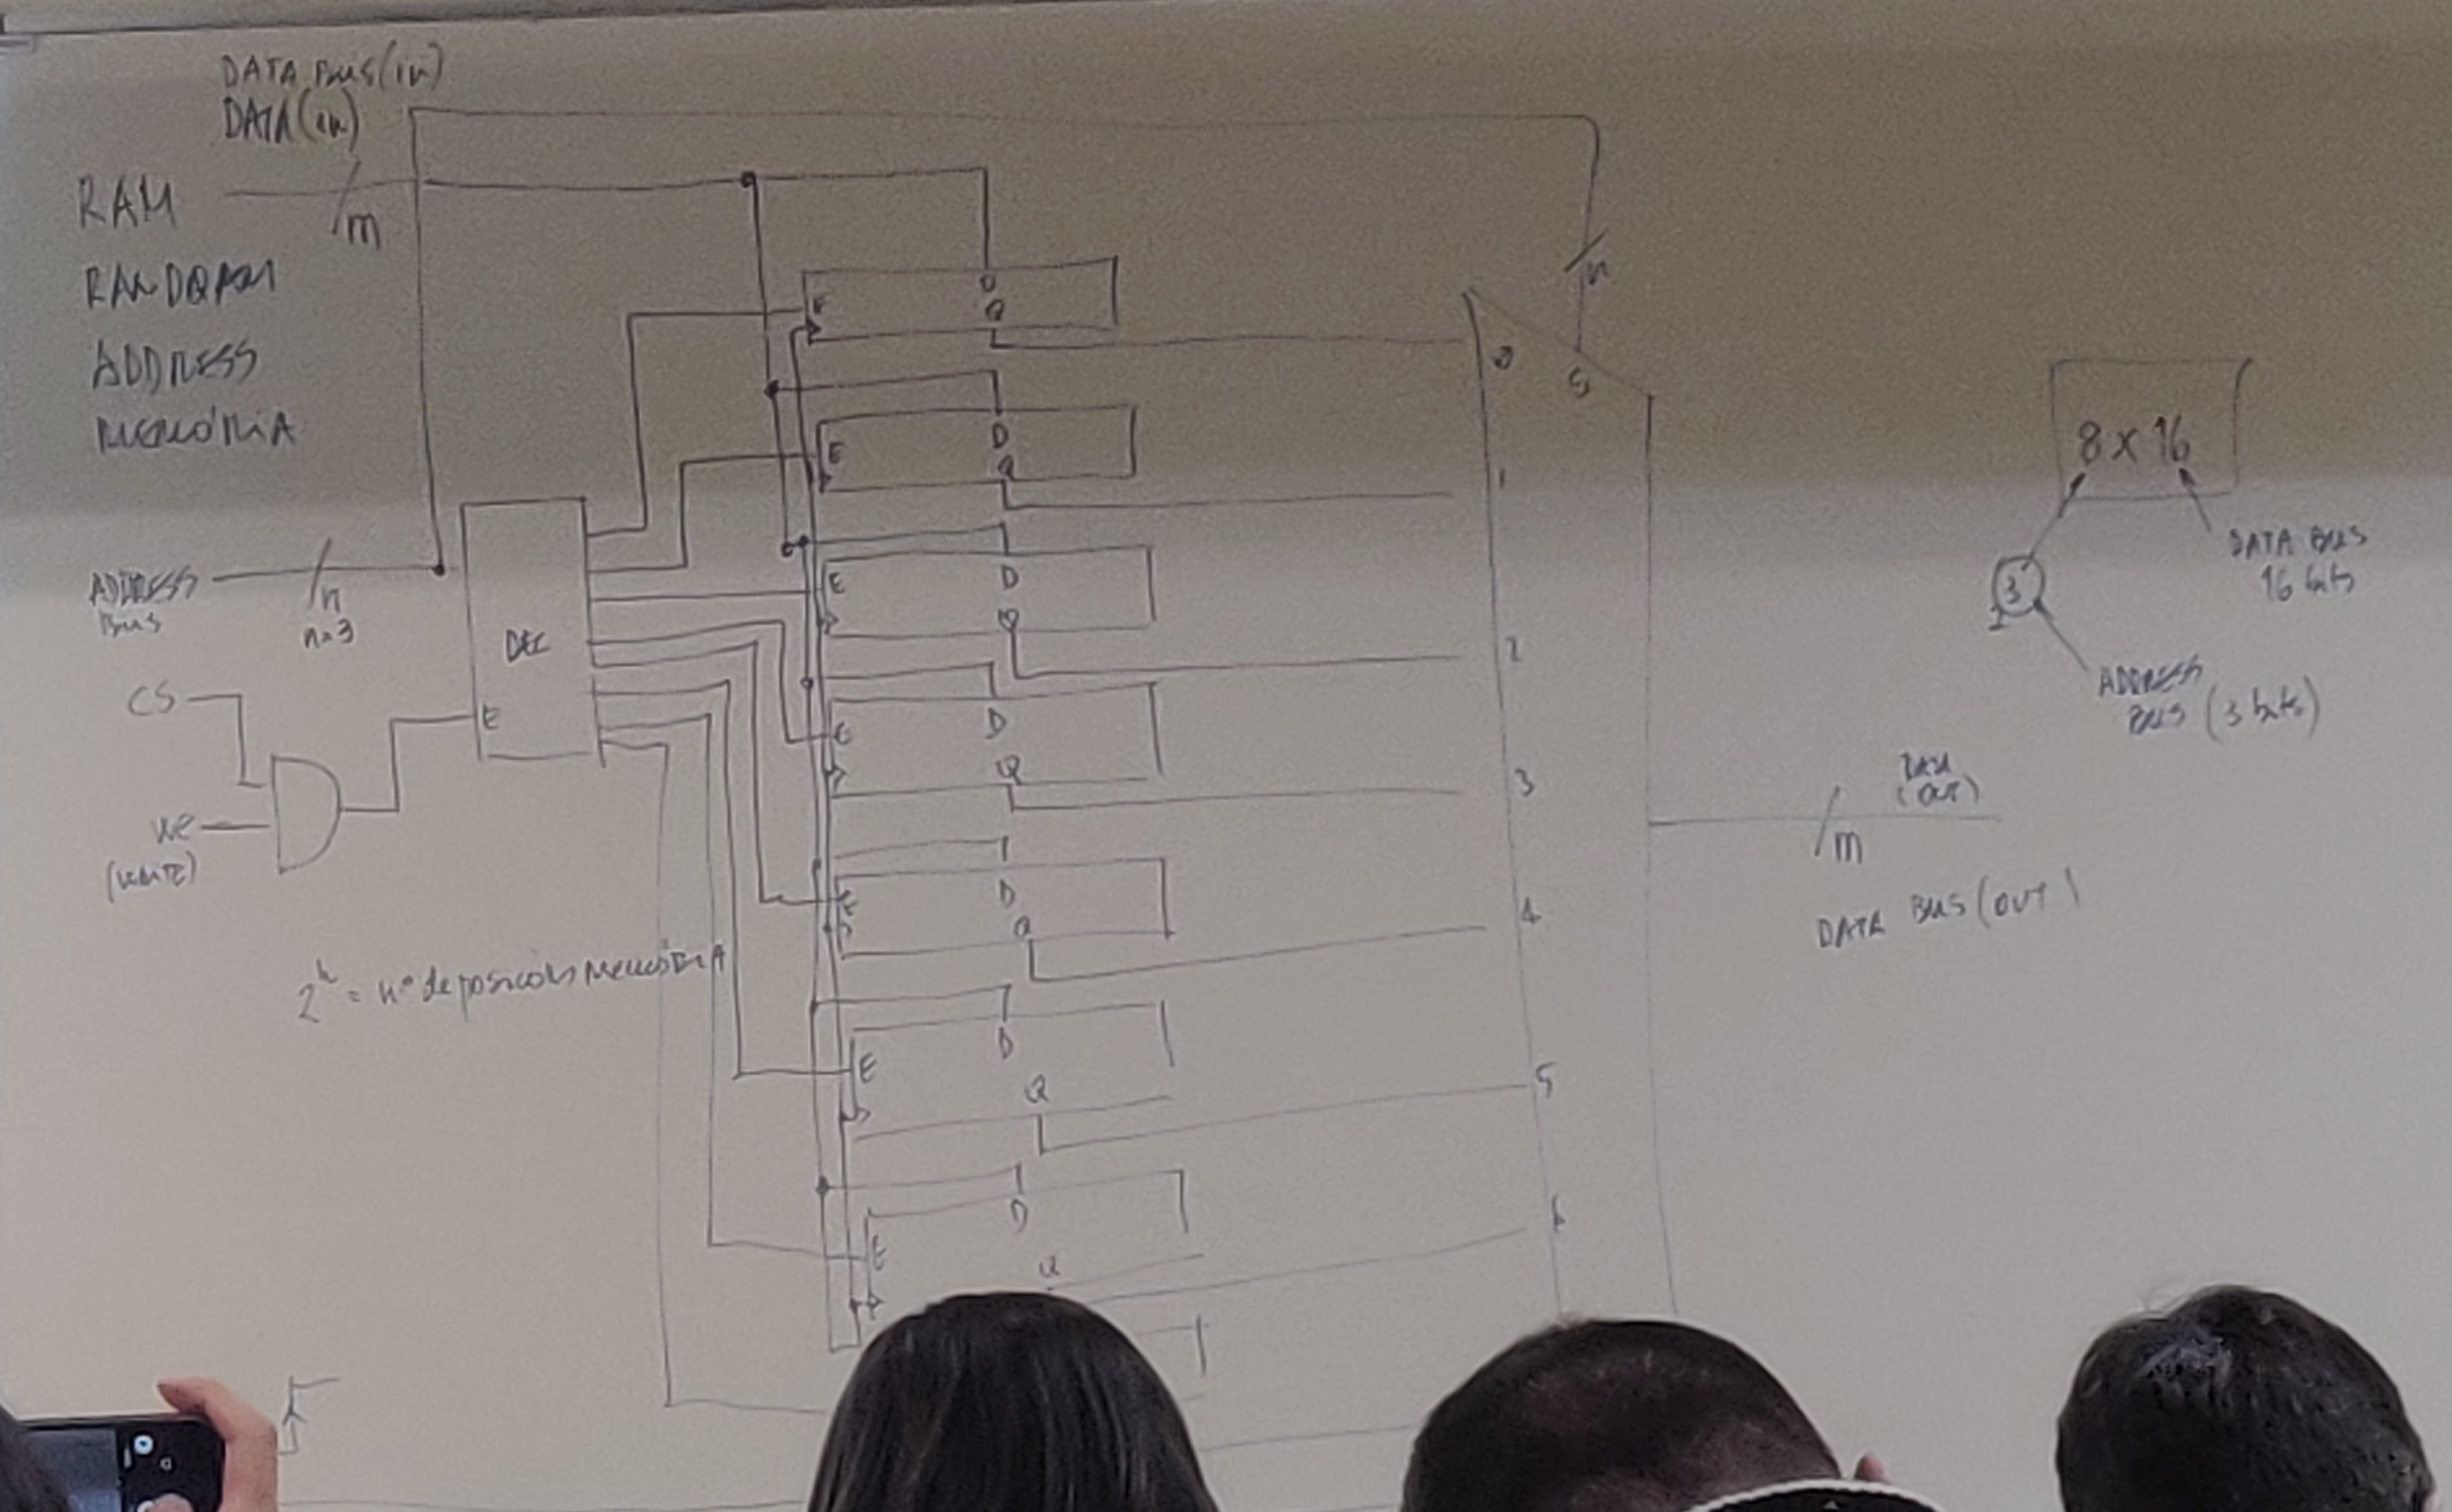 DATA BUS (in)
DATA (in)
RAM
m
RANDOAM
ADDRESS
MEMÓRIA
ADDRESS
BUS
n
n=3
DEC
E
CS
WE
(WRITE)
2^n = nº de posições MEMÓRIA
D
E
Q
D
E
Q
D
E
Q
D
E
Q
D
E
Q
D
E
Q
D
E
Q
n
S
0
1
2
3
4
5
6
m
DATA
(OUT)
DATA BUS (OUT)
8 x 16
3
2
DATA BUS
16 bits
ADDRESS
BUS (3 bits)